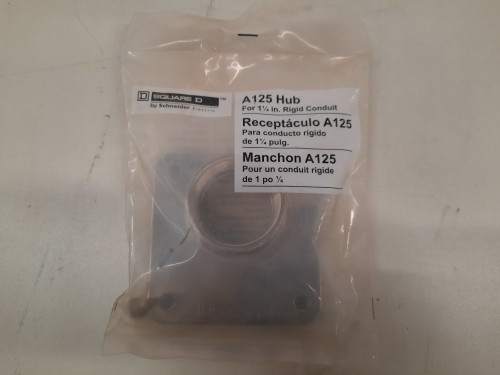 SQUARE D
by Schneider Electric
A125 Hub
For 1¼ in. Rigid Conduit
Receptáculo A125
Para conducto rígido
de 1¼ pulg.
Manchon A125
Pour un conduit rigide
de 1 po ¼